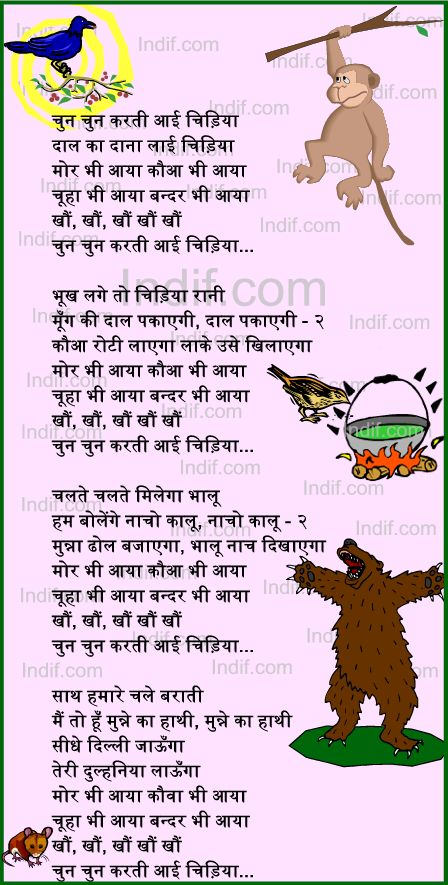 Indif.com
चुन चुन करती आई चिड़िया
दाल का दाना लाई चिड़िया
मोर भी आया कौआ भी आया
चूहा भी आया बन्दर भी आया
खौं, खौं, खौं खौं खौं
चुन चुन करती आई चिड़िया...
भूख लगे तो चिड़िया रानी
मूँग की दाल पकाएगी, दाल पकाएगी - २
कौआ रोटी लाएगा लाके उसे खिलाएगा
मोर भी आया कौआ भी आया
चूहा भी आया बन्दर भी आया
खौं, खौं, खौं खौं खौं
चुन चुन करती आई चिड़िया...
चलते चलते मिलेगा भालू
हम बोलेंगे नाचो कालू, नाचो कालू - २
मुन्ना ढोल बजाएगा, भालू नाच दिखाएगा
मोर भी आया कौआ भी आया
चूहा भी आया बन्दर भी आया
खौं, खौं, खौं खौं खौं
चुन चुन करती आई चिड़िया...
साथ हमारे चले बराती
मैं तो हूँ मुन्ने का हाथी, मुन्ने का हाथी
सीधे दिल्ली जाऊँगा
तेरी दुल्हनिया लाऊँगा
मोर भी आया कौवा भी आया
चूहा भी आया बन्दर भी आया
खौं, खौं, खौं खौं खौं
चुन चुन करती आई चिड़िया...